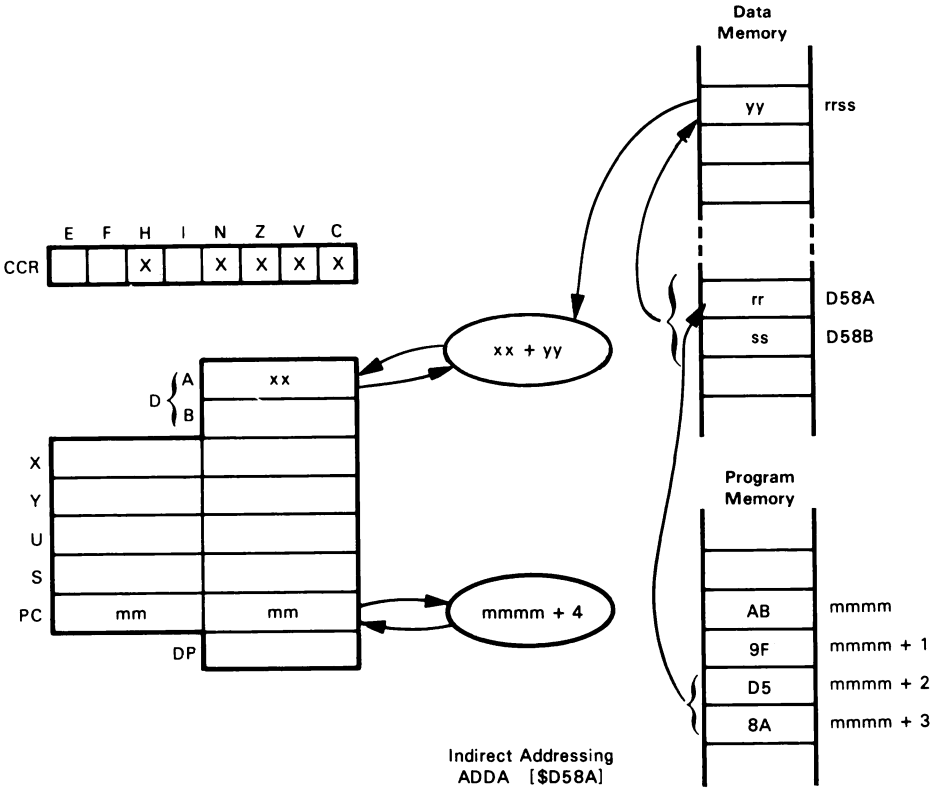 Data
Memory
yy rrss
E F H I N Z V C
CCR X X X X X
rr D58A
ss D58B
xx + yy
D { A xx
B
X
Y
U
S
PC mm mm
DP
mmmm + 4
Program
Memory
AB mmmm
9F mmmm + 1
D5 mmmm + 2
8A mmmm + 3
Indirect Addressing
ADDA [$D58A]